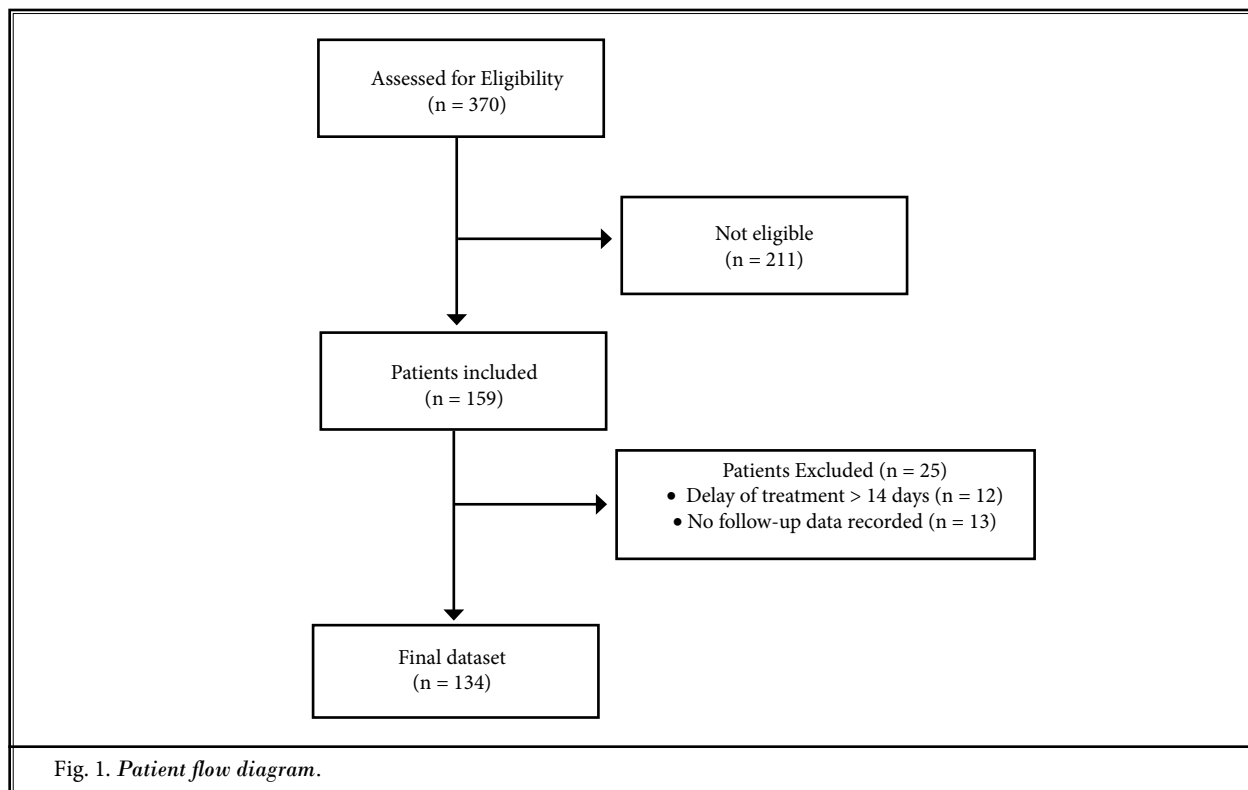 Assessed for Eligibility
(n = 370)
Not eligible
(n = 211)
Patients included
(n = 159)
Patients Excluded (n = 25)
• Delay of treatment > 14 days (n = 12)
• No follow-up data recorded (n = 13)
Final dataset
(n = 134)
Fig. 1. Patient flow diagram.